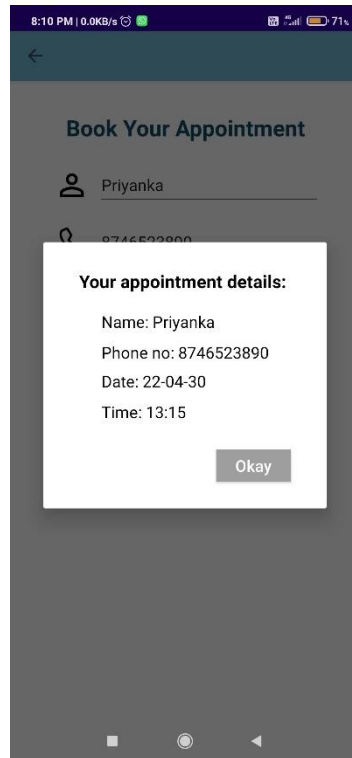 8:10 PM | 0.0KB/s
71%
Book Your Appointment
Priyanka
8746523890
Your appointment details:
Name: Priyanka
Phone no: 8746523890
Date: 22-04-30
Time: 13:15
Okay